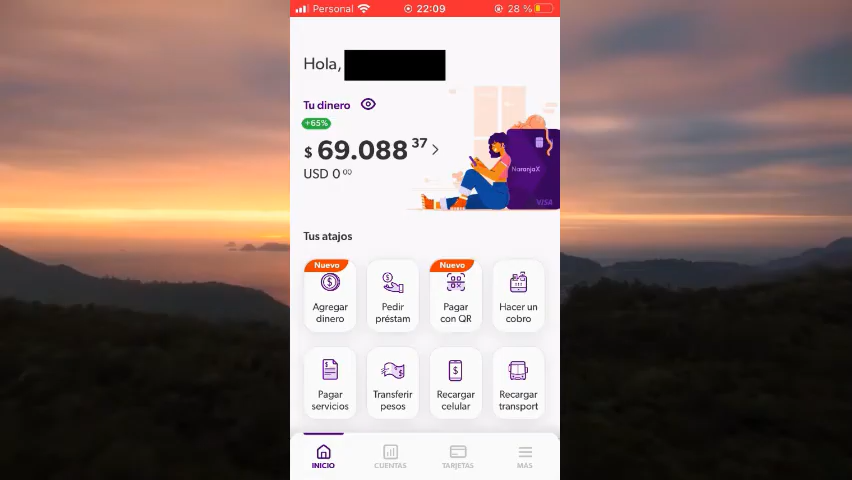 Personal 22:09 28 %
Hola,
Tu dinero
+65%
$ 69.088 37
USD 0 00
NaranjaX
VISA
Tus atajos
Nuevo Nuevo
Agregar dinero
Pedir préstam
Pagar con QR
Hacer un cobro
Pagar servicios
Transferir pesos
Recargar celular
Recargar transport
INICIO CUENTAS TARJETAS MAS